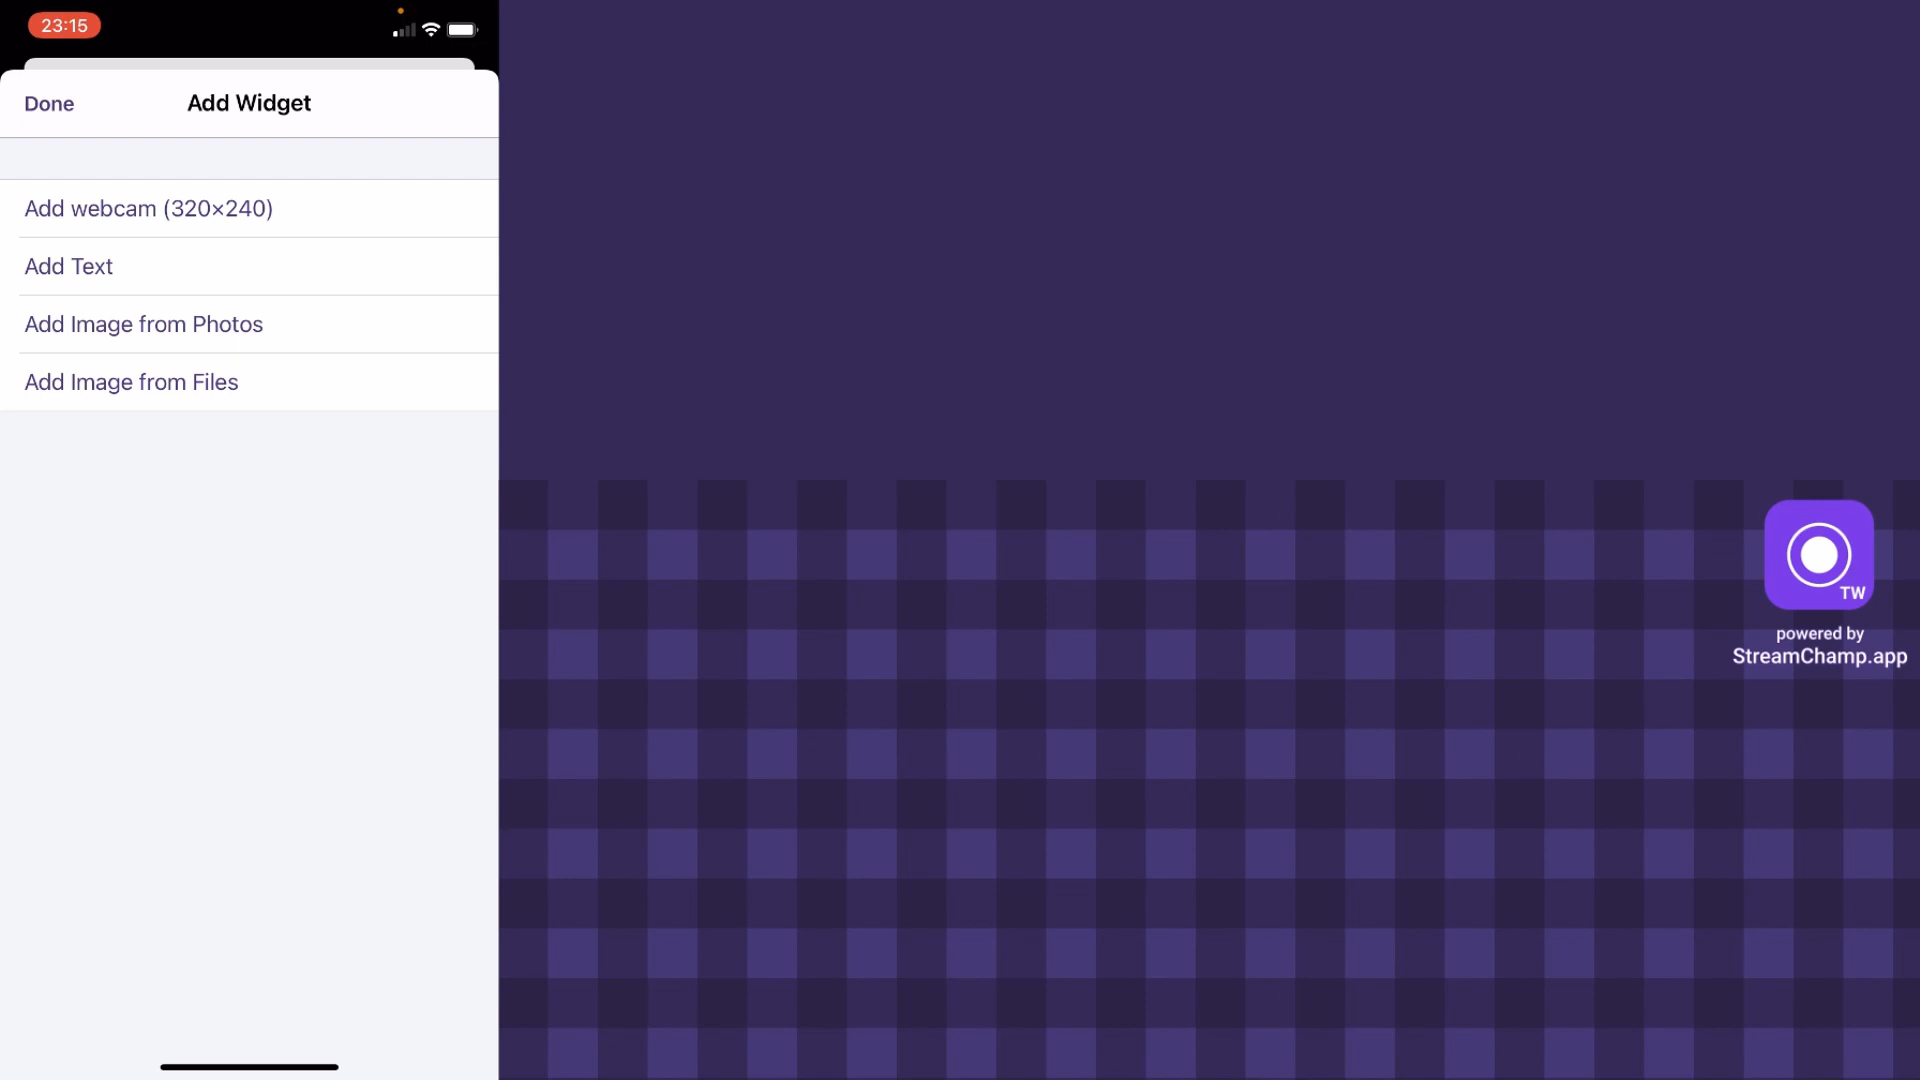 23:15
Done
Add Widget
Add webcam (320×240)
Add Text
Add Image from Photos
Add Image from Files
TW
powered by
StreamChamp.app